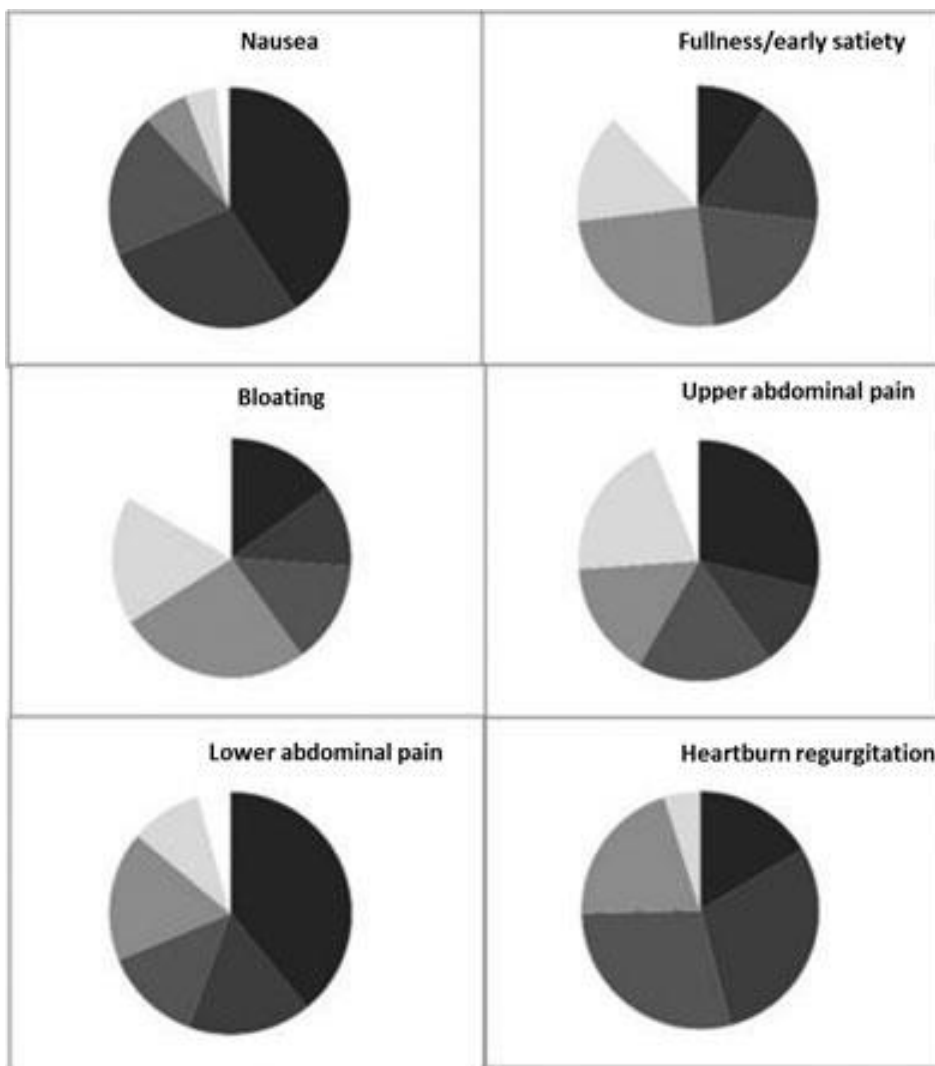 Nausea
Fullness/early satiety
Bloating
Upper abdominal pain
Lower abdominal pain
Heartburn regurgitation